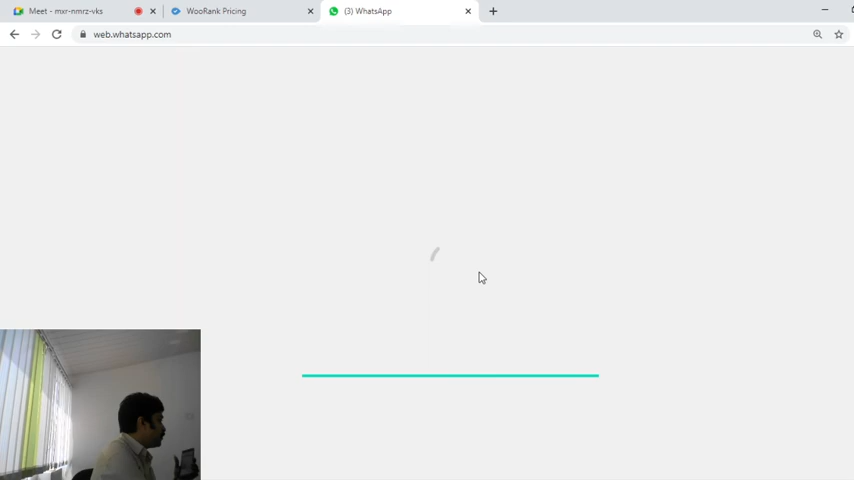 Meet - mxr-nmrz-vks
WooRank Pricing
(3) WhatsApp
web.whatsapp.com